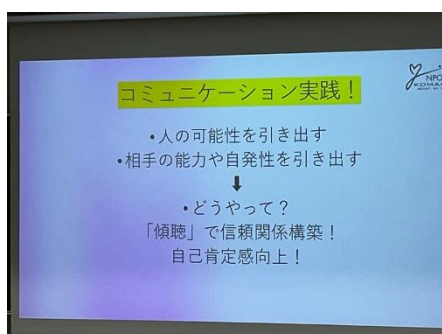 コミュニケーション実践！
•人の可能性を引き出す
•相手の能力や自発性を引き出す
⬇
•どうやって？
「傾聴」で信頼関係構築！
自己肯定感向上！
NPO